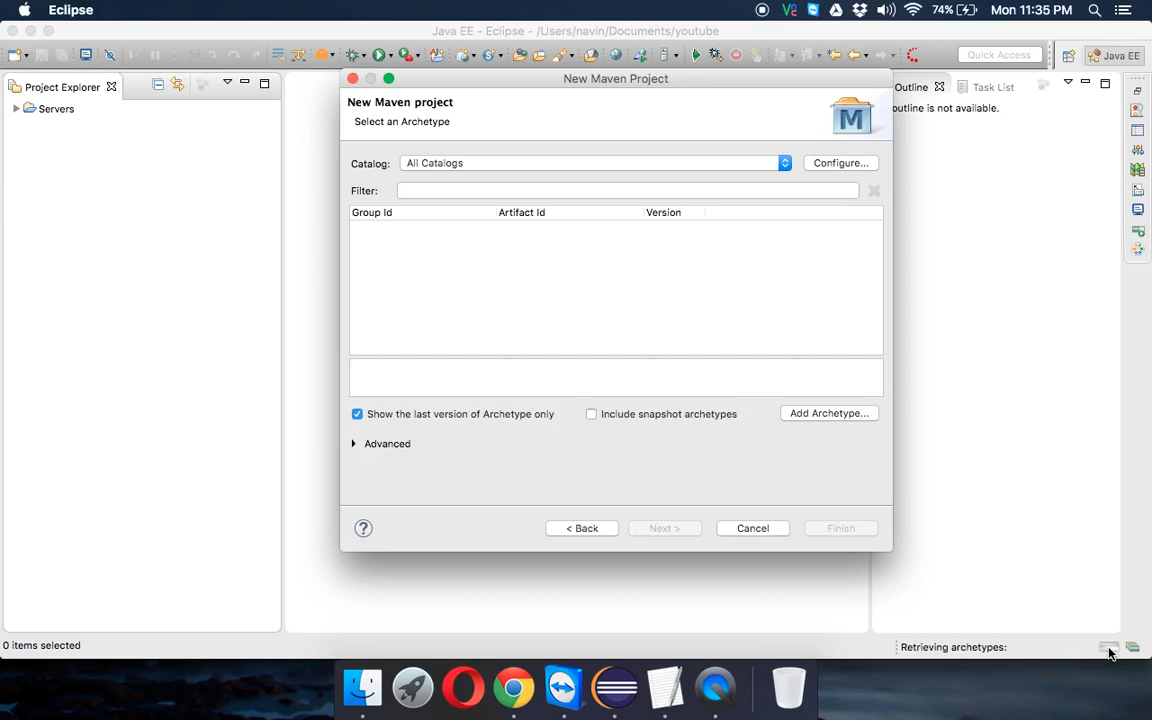 Eclipse
74%
Mon 11:35 PM
Java EE - Eclipse - /Users/navin/Documents/youtube
Quick Access
Java EE
Project Explorer
Servers
New Maven Project
New Maven project
Select an Archetype
M
Catalog:
All Catalogs
Configure...
Filter:
Group Id
Artifact Id
Version
Show the last version of Archetype only
Include snapshot archetypes
Add Archetype...
Advanced
?
< Back
Next >
Cancel
Finish
Outline
Task List
outline is not available.
0 items selected
Retrieving archetypes: